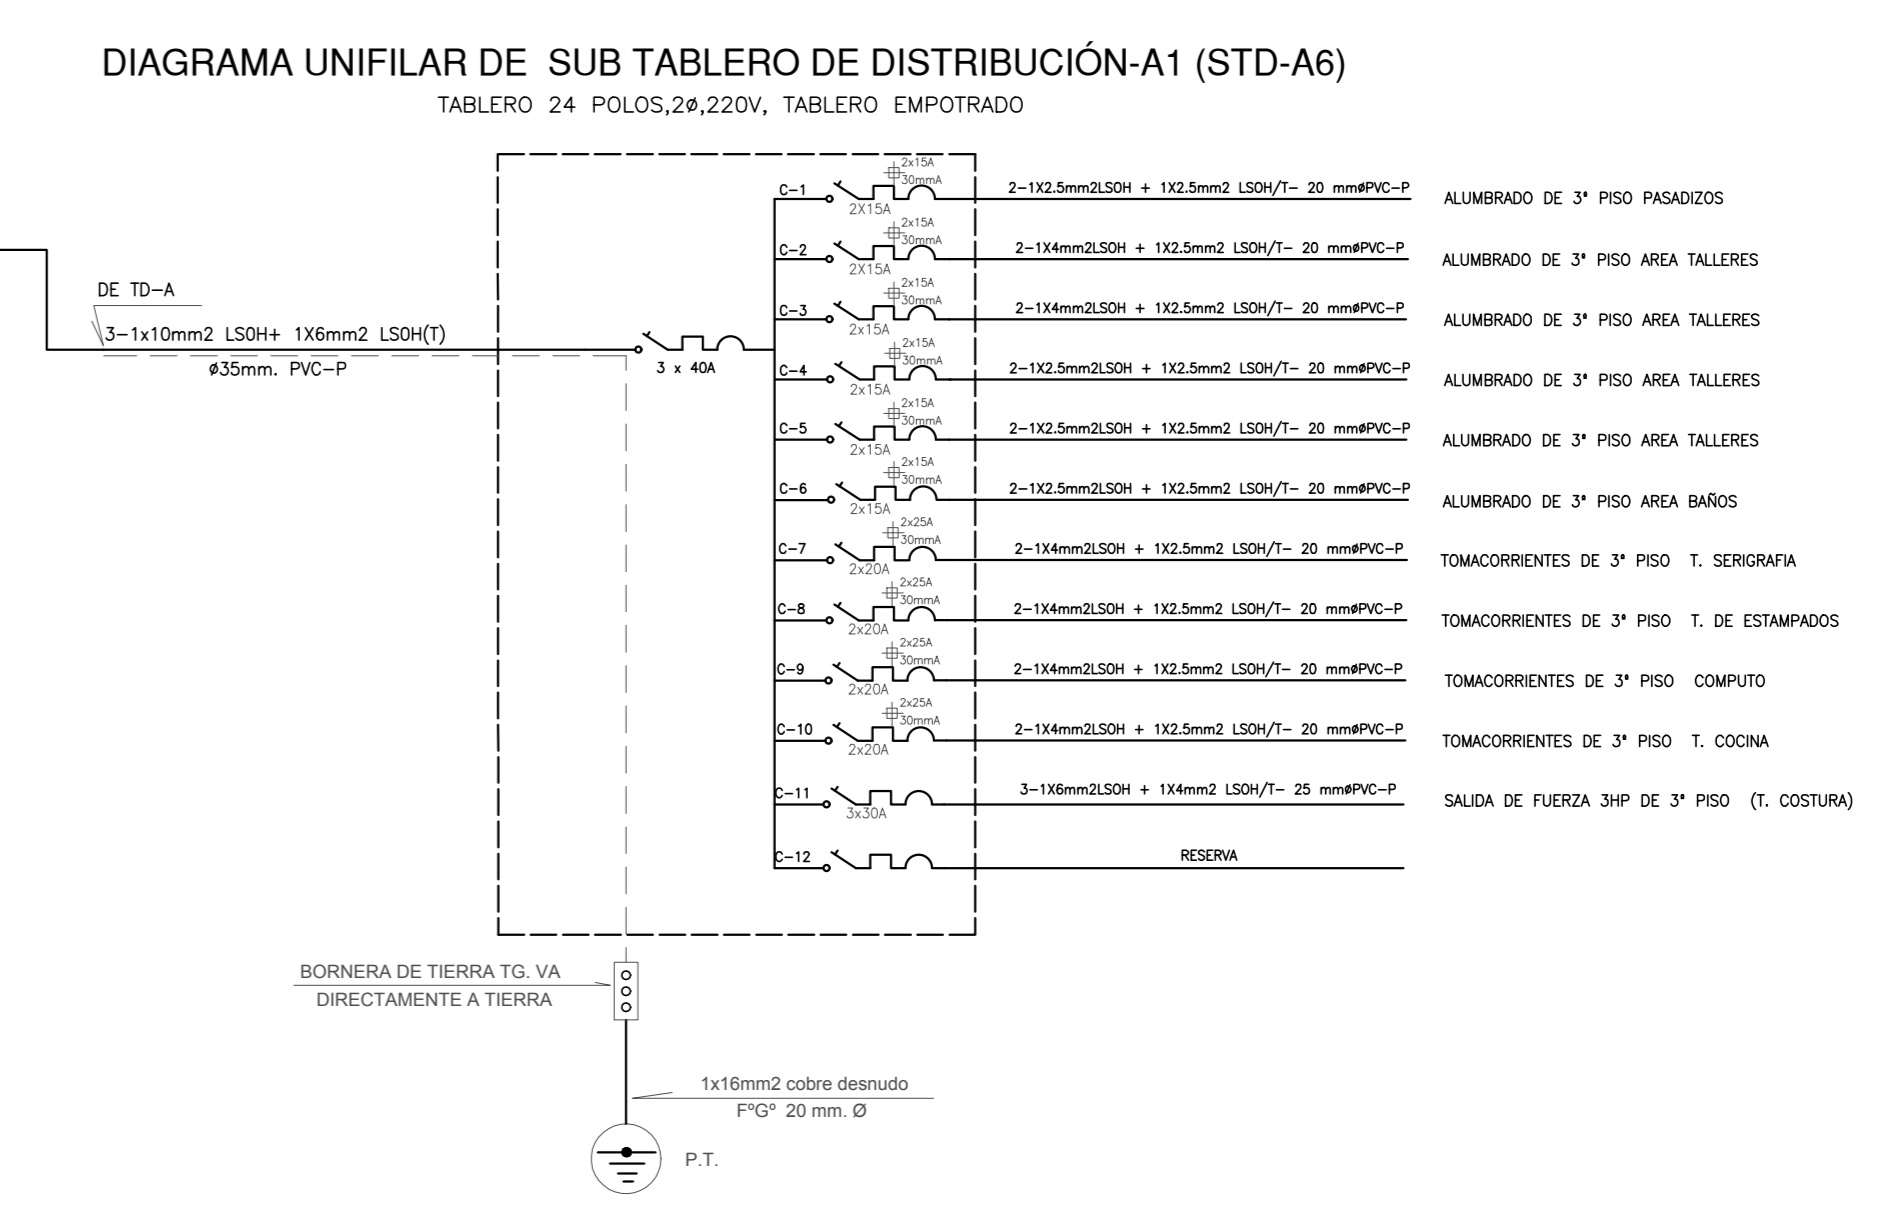 DIAGRAMA UNIFILAR DE SUB TABLERO DE DISTRIBUCIÓN-A1 (STD-A6)
TABLERO 24 POLOS,2ø,220V, TABLERO EMPOTRADO
DE TD-A
3-1x10mm2 LSOH+ 1X6mm2 LSOH(T)
ø35mm. PVC-P
3 x 40A
2x15A
30mmA
C-1
2X15A
2-1X2.5mm2LSOH + 1X2.5mm2 LSOH/T- 20 mmøPVC-P
ALUMBRADO DE 3ª PISO PASADIZOS
2x15A
30mmA
C-2
2X15A
2-1X4mm2LSOH + 1X2.5mm2 LSOH/T- 20 mmøPVC-P
ALUMBRADO DE 3ª PISO AREA TALLERES
2x15A
30mmA
C-3
2x15A
2-1X4mm2LSOH + 1X2.5mm2 LSOH/T- 20 mmøPVC-P
ALUMBRADO DE 3ª PISO AREA TALLERES
2x15A
30mmA
C-4
2x15A
2-1X2.5mm2LSOH + 1X2.5mm2 LSOH/T- 20 mmøPVC-P
ALUMBRADO DE 3ª PISO AREA TALLERES
2x15A
30mmA
C-5
2x15A
2-1X2.5mm2LSOH + 1X2.5mm2 LSOH/T- 20 mmøPVC-P
ALUMBRADO DE 3ª PISO AREA TALLERES
2x15A
30mmA
C-6
2x15A
2-1X2.5mm2LSOH + 1X2.5mm2 LSOH/T- 20 mmøPVC-P
ALUMBRADO DE 3ª PISO AREA BAÑOS
2x25A
30mmA
C-7
2x20A
2-1X4mm2LSOH + 1X2.5mm2 LSOH/T- 20 mmøPVC-P
TOMACORRIENTES DE 3ª PISO T. SERIGRAFIA
2x25A
30mmA
C-8
2x20A
2-1X4mm2LSOH + 1X2.5mm2 LSOH/T- 20 mmøPVC-P
TOMACORRIENTES DE 3ª PISO T. DE ESTAMPADOS
2x25A
30mmA
C-9
2x20A
2-1X4mm2LSOH + 1X2.5mm2 LSOH/T- 20 mmøPVC-P
TOMACORRIENTES DE 3ª PISO COMPUTO
2x25A
30mmA
C-10
2x20A
2-1X4mm2LSOH + 1X2.5mm2 LSOH/T- 20 mmøPVC-P
TOMACORRIENTES DE 3ª PISO T. COCINA
C-11
3x30A
3-1X6mm2LSOH + 1X4mm2 LSOH/T- 25 mmøPVC-P
SALIDA DE FUERZA 3HP DE 3ª PISO (T. COSTURA)
C-12
RESERVA
BORNERA DE TIERRA TG. VA
DIRECTAMENTE A TIERRA
1x16mm2 cobre desnudo
FºGº 20 mm. Ø
P.T.